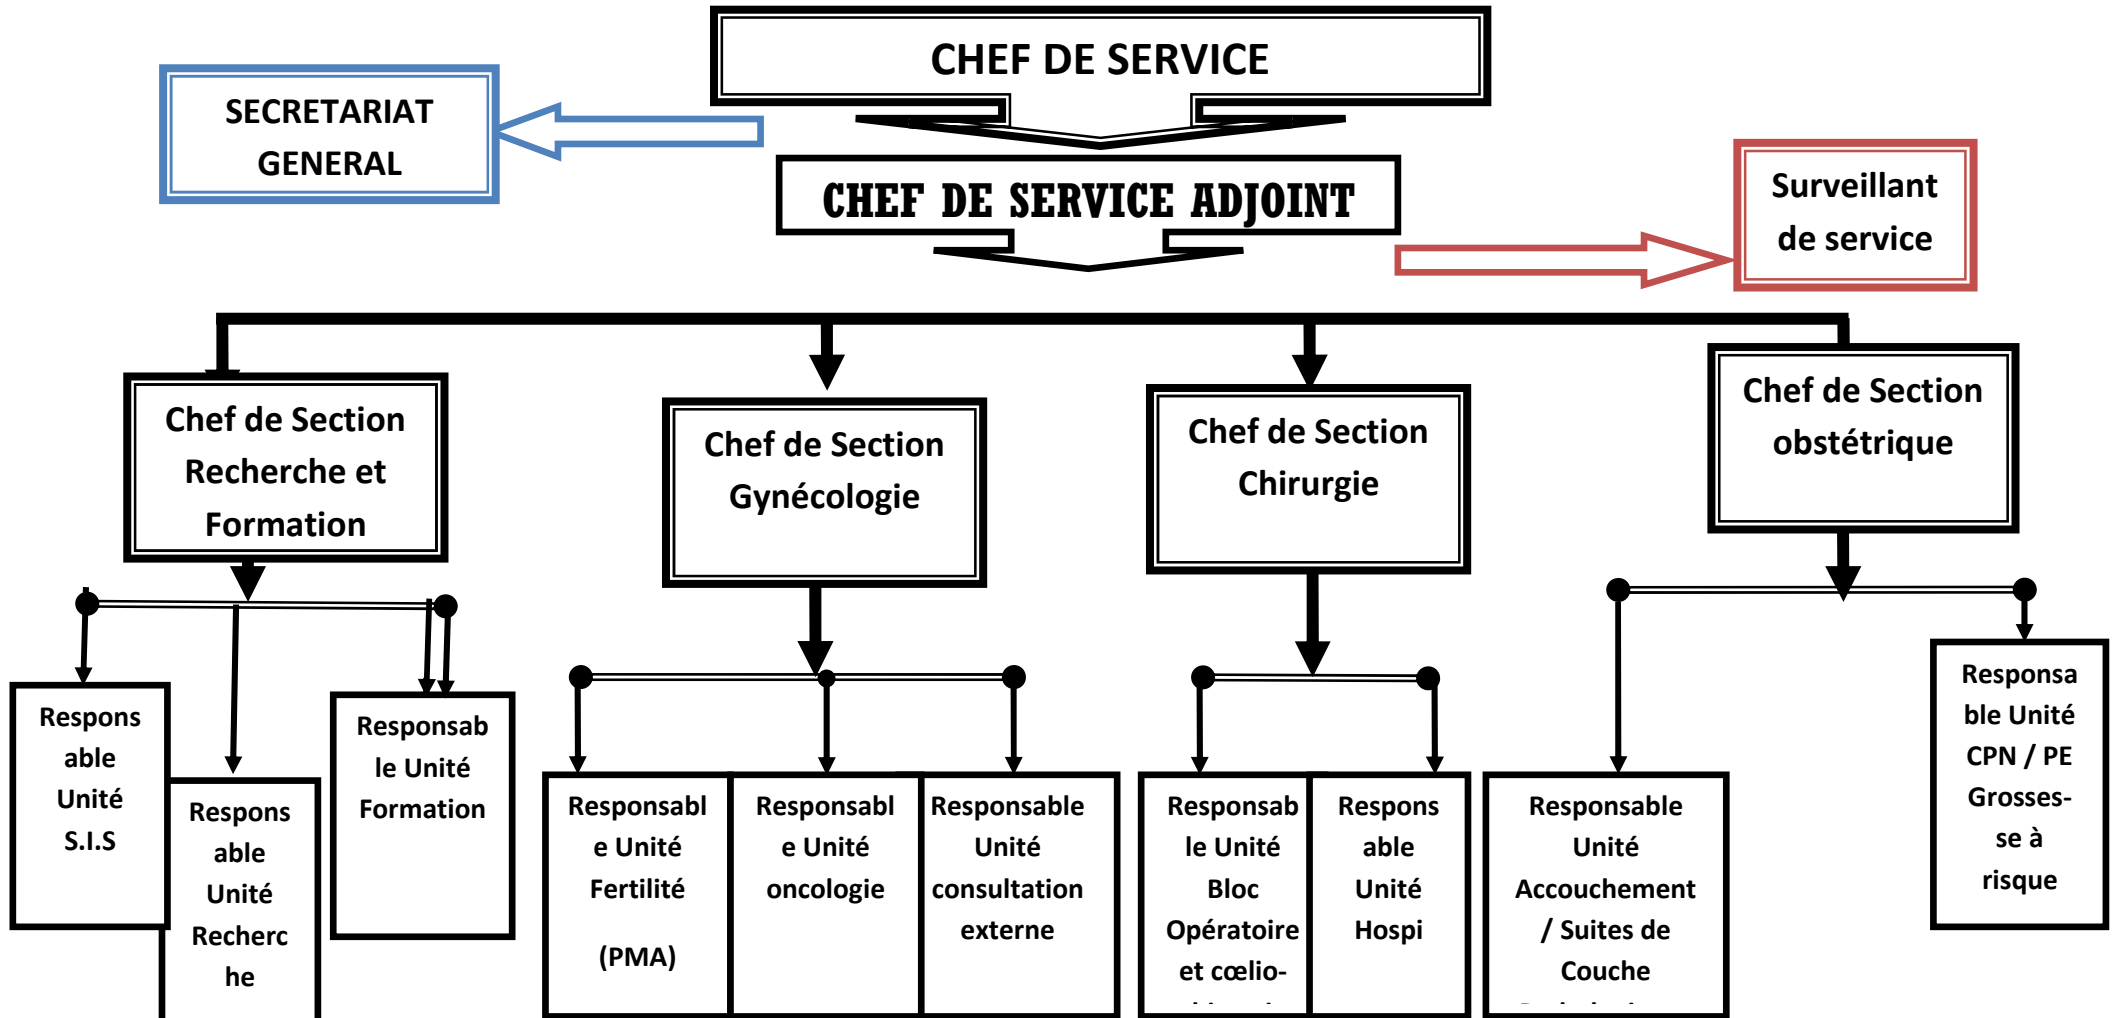 CHEF DE SERVICE
SECRETARIAT
GENERAL
CHEF DE SERVICE ADJOINT
Surveillant
de service
Chef de Section
Recherche et
Formation
Chef de Section
Gynécologie
Chef de Section
Chirurgie
Chef de Section
obstétrique
Respons
able
Unité
S.I.S
Respons
able
Unité
Recherc
he
Responsab
le Unité
Formation
Responsabl
e Unité
Fertilité
(PMA)
Responsabl
e Unité
oncologie
Responsable
Unité
consultation
externe
Responsab
le Unité
Bloc
Opératoire
et cœlio-
Respons
able
Unité
Hospi
Responsable
Unité
Accouchement
/ Suites de
Couche
Responsa
ble Unité
CPN / PE
Grosses-
se à
risque